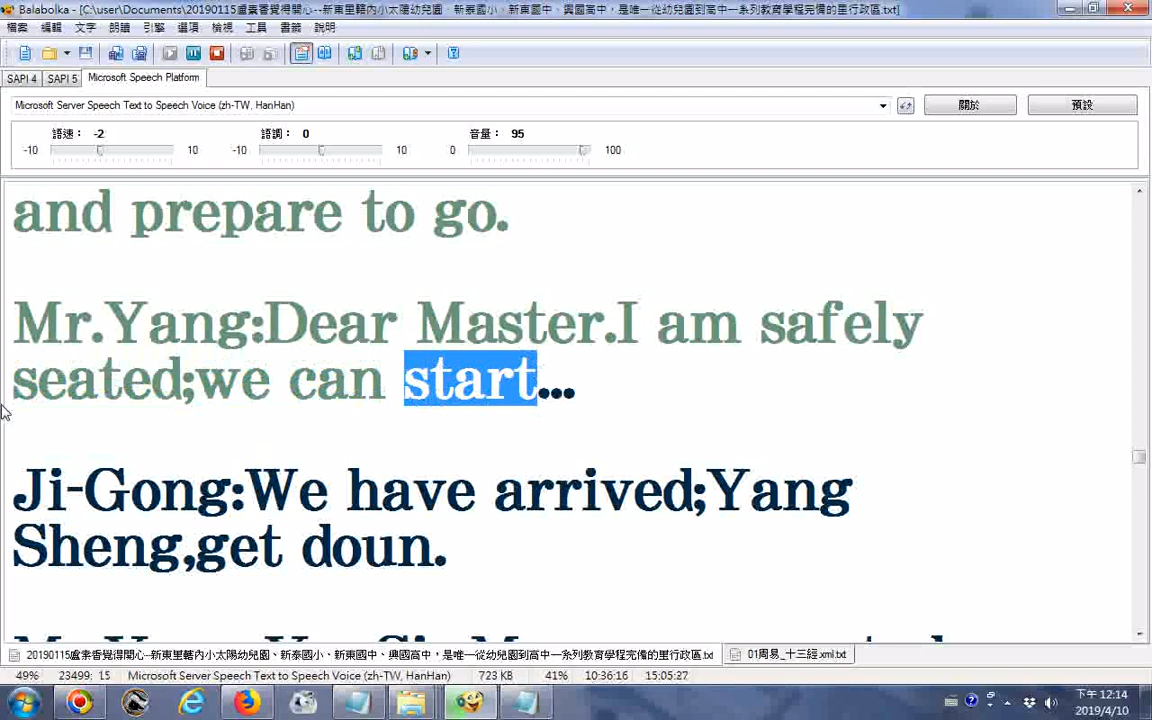 Balabolka - [C:\user\Documents\20190115盧素香覺得開心--新東里轄內小太陽幼兒園、新泰國小、新東國中、興國高中，是唯一從幼兒園到高中一系列教育學程完備的里行政區.txt]
檔案 編輯 文字 朗讀 引擎 選項 檢視 工具 書籤 說明
SAPI 4 SAPI 5 Microsoft Speech Platform
Microsoft Server Speech Text to Speech Voice (zh-TW, HanHan) 關於 預設
語速： -2 語調： 0 音量： 95
-10 10 -10 10 0 100
and prepare to go.
Mr.Yang:Dear Master.I am safely
seated;we can start...
Ji-Gong:We have arrived;Yang
Sheng,get doun.
20190115盧素香覺得開心--新東里轄內小太陽幼兒園、新泰國小、新東國中、興國高中，是唯一從幼兒園到高中一系列教育學程完備的里行政區.txt 01周易_十三經.xml.txt
49% 23499: 15 Microsoft Server Speech Text to Speech Voice (zh-TW, HanHan) 723 KB 41% 10:36:16 15:05:27
下午 12:14
2019/4/10